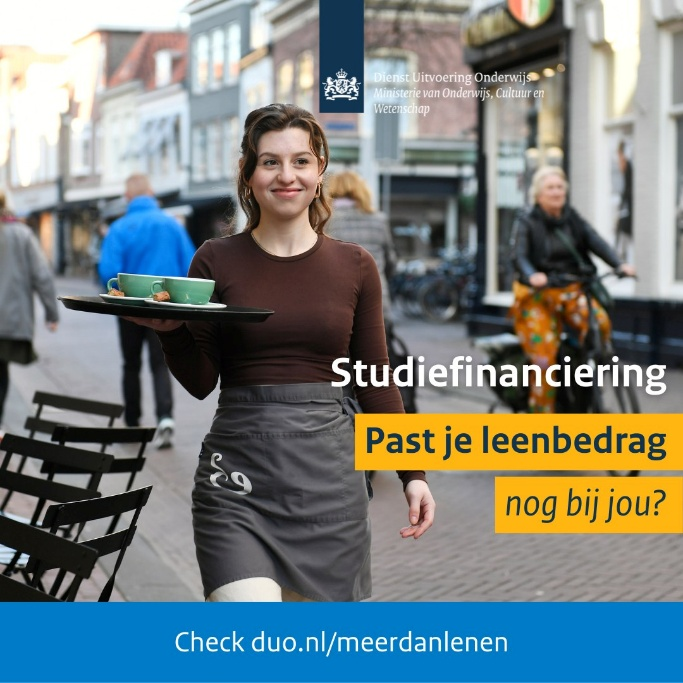 Dienst Uitvoering Onderwijs
Ministerie van Onderwijs, Cultuur en
Wetenschap
Studiefinanciering
Past je leenbedrag
nog bij jou?
Check duo.nl/meerdanlenen